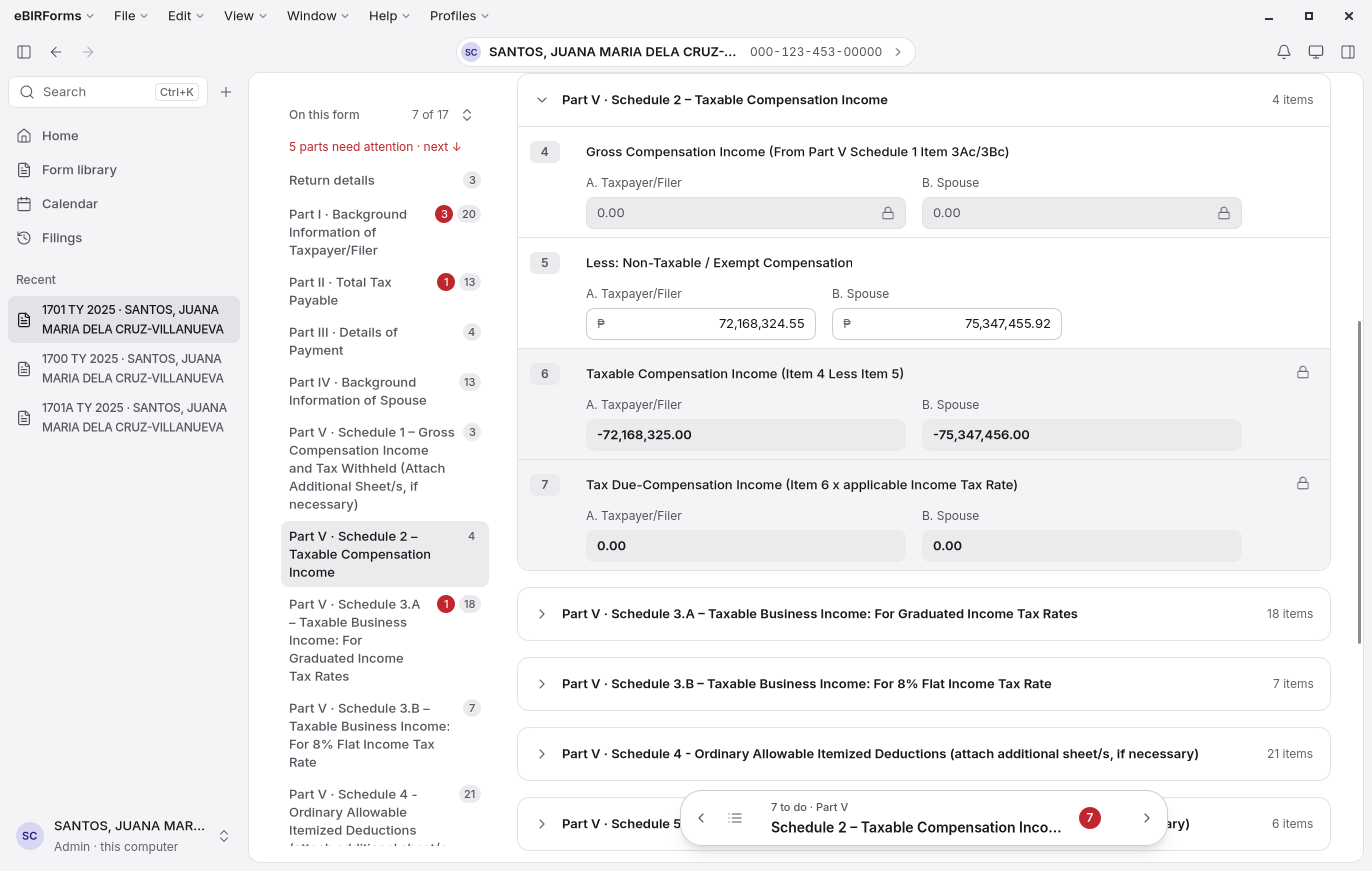 eBIRForms File Edit View Window Help Profiles
SC SANTOS, JUANA MARIA DELA CRUZ-... 000-123-453-00000
Search Ctrl+K
Home
Form library
Calendar
Filings
Recent
1701 TY 2025 · SANTOS, JUANA
MARIA DELA CRUZ-VILLANUEVA
1700 TY 2025 · SANTOS, JUANA
MARIA DELA CRUZ-VILLANUEVA
1701A TY 2025 · SANTOS, JUANA
MARIA DELA CRUZ-VILLANUEVA
SC SANTOS, JUANA MAR...
Admin · this computer
On this form 7 of 17
5 parts need attention · next ↓
Return details 3
Part I · Background 3 20
Information of
Taxpayer/Filer
Part II · Total Tax 1 13
Payable
Part III · Details of 4
Payment
Part IV · Background 13
Information of Spouse
Part V · Schedule 1 – Gross 3
Compensation Income
and Tax Withheld (Attach
Additional Sheet/s, if
necessary)
Part V · Schedule 2 – 4
Taxable Compensation
Income
Part V · Schedule 3.A 1 18
– Taxable Business
Income: For
Graduated Income
Tax Rates
Part V · Schedule 3.B – 7
Taxable Business Income:
For 8% Flat Income Tax
Rate
Part V · Schedule 4 - 21
Ordinary Allowable
Itemized Deductions
(attach additional sheet/s,
Part V · Schedule 2 – Taxable Compensation Income 4 items
4 Gross Compensation Income (From Part V Schedule 1 Item 3Ac/3Bc)
A. Taxpayer/Filer B. Spouse
0.00 0.00
5 Less: Non-Taxable / Exempt Compensation
A. Taxpayer/Filer B. Spouse
₱ 72,168,324.55 ₱ 75,347,455.92
6 Taxable Compensation Income (Item 4 Less Item 5)
A. Taxpayer/Filer B. Spouse
-72,168,325.00 -75,347,456.00
7 Tax Due-Compensation Income (Item 6 x applicable Income Tax Rate)
A. Taxpayer/Filer B. Spouse
0.00 0.00
Part V · Schedule 3.A – Taxable Business Income: For Graduated Income Tax Rates 18 items
Part V · Schedule 3.B – Taxable Business Income: For 8% Flat Income Tax Rate 7 items
Part V · Schedule 4 - Ordinary Allowable Itemized Deductions (attach additional sheet/s, if necessary) 21 items
Part V · Schedule 5 ary) 6 items
7 to do · Part V
Schedule 2 – Taxable Compensation Inco... 7